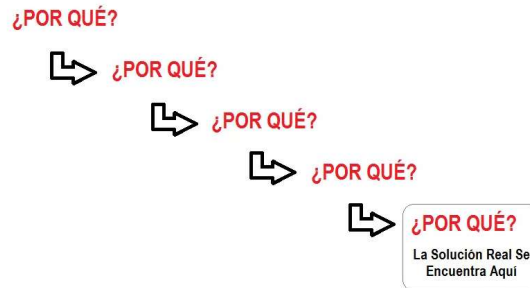 ¿POR QUÉ?
¿POR QUÉ?
¿POR QUÉ?
¿POR QUÉ?
¿POR QUÉ?
La Solución Real Se
Encuentra Aquí